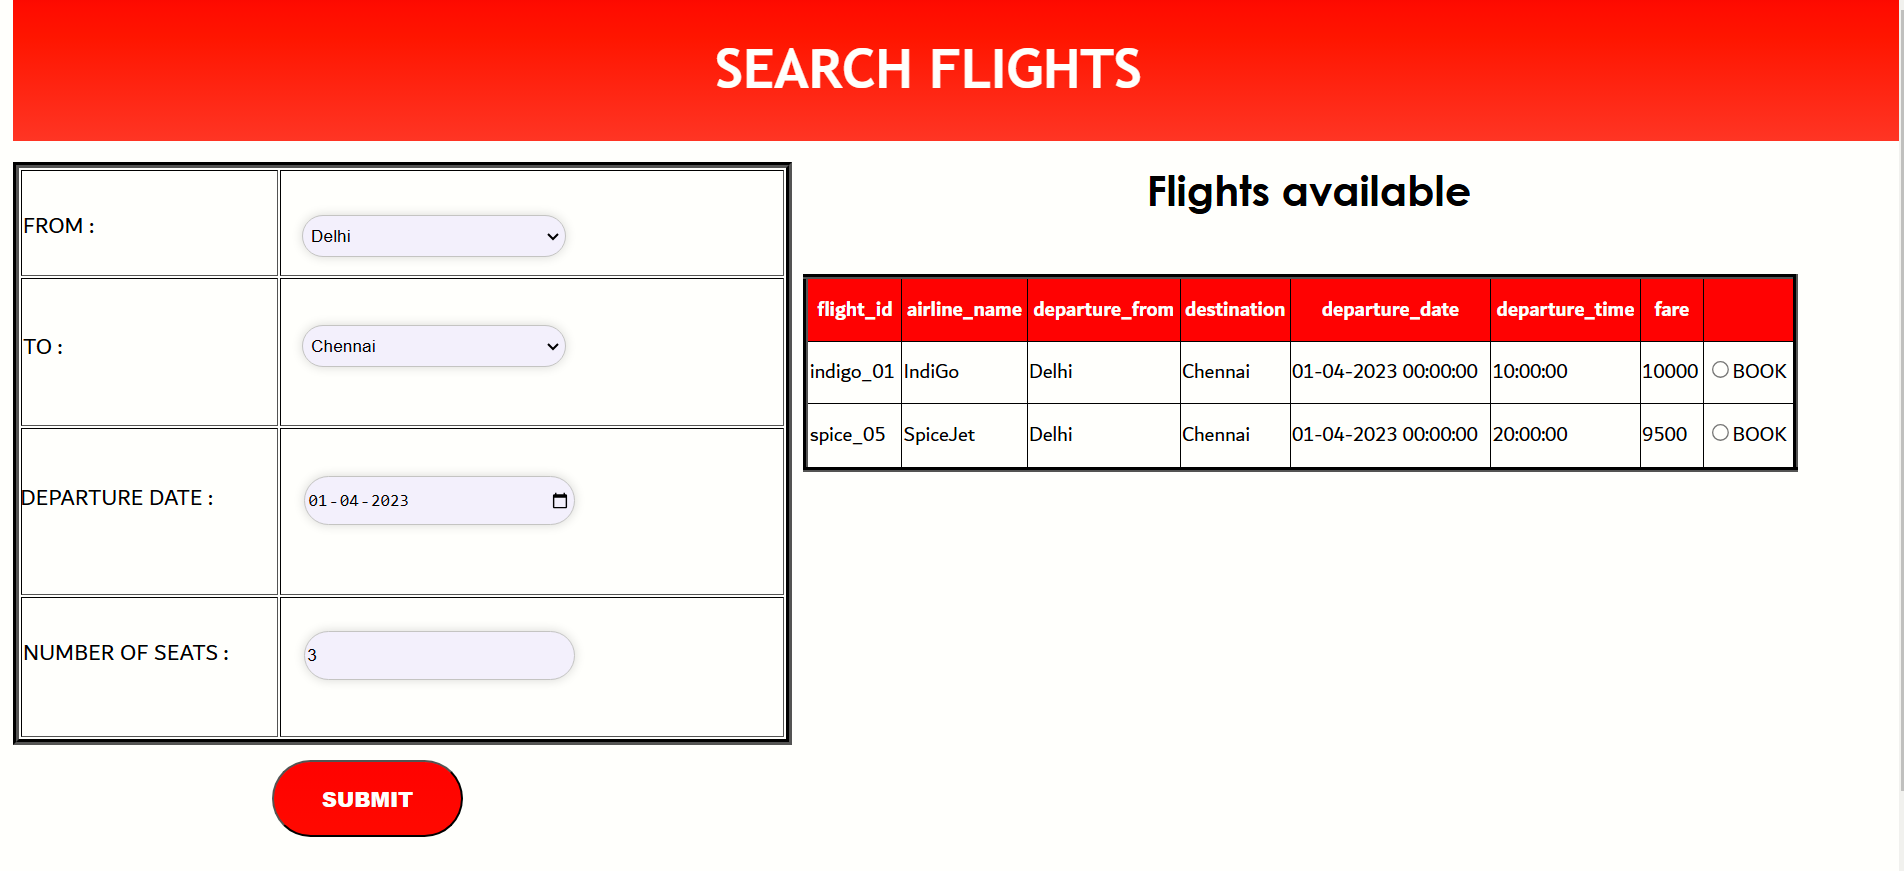 SEARCH FLIGHTS
FROM :
Delhi
TO :
Chennai
DEPARTURE DATE :
01-04-2023
NUMBER OF SEATS :
3
SUBMIT
Flights available
flight_id airline_name departure_from destination departure_date departure_time fare
indigo_01 IndiGo Delhi Chennai 01-04-2023 00:00:00 10:00:00 10000 BOOK
spice_05 SpiceJet Delhi Chennai 01-04-2023 00:00:00 20:00:00 9500 BOOK